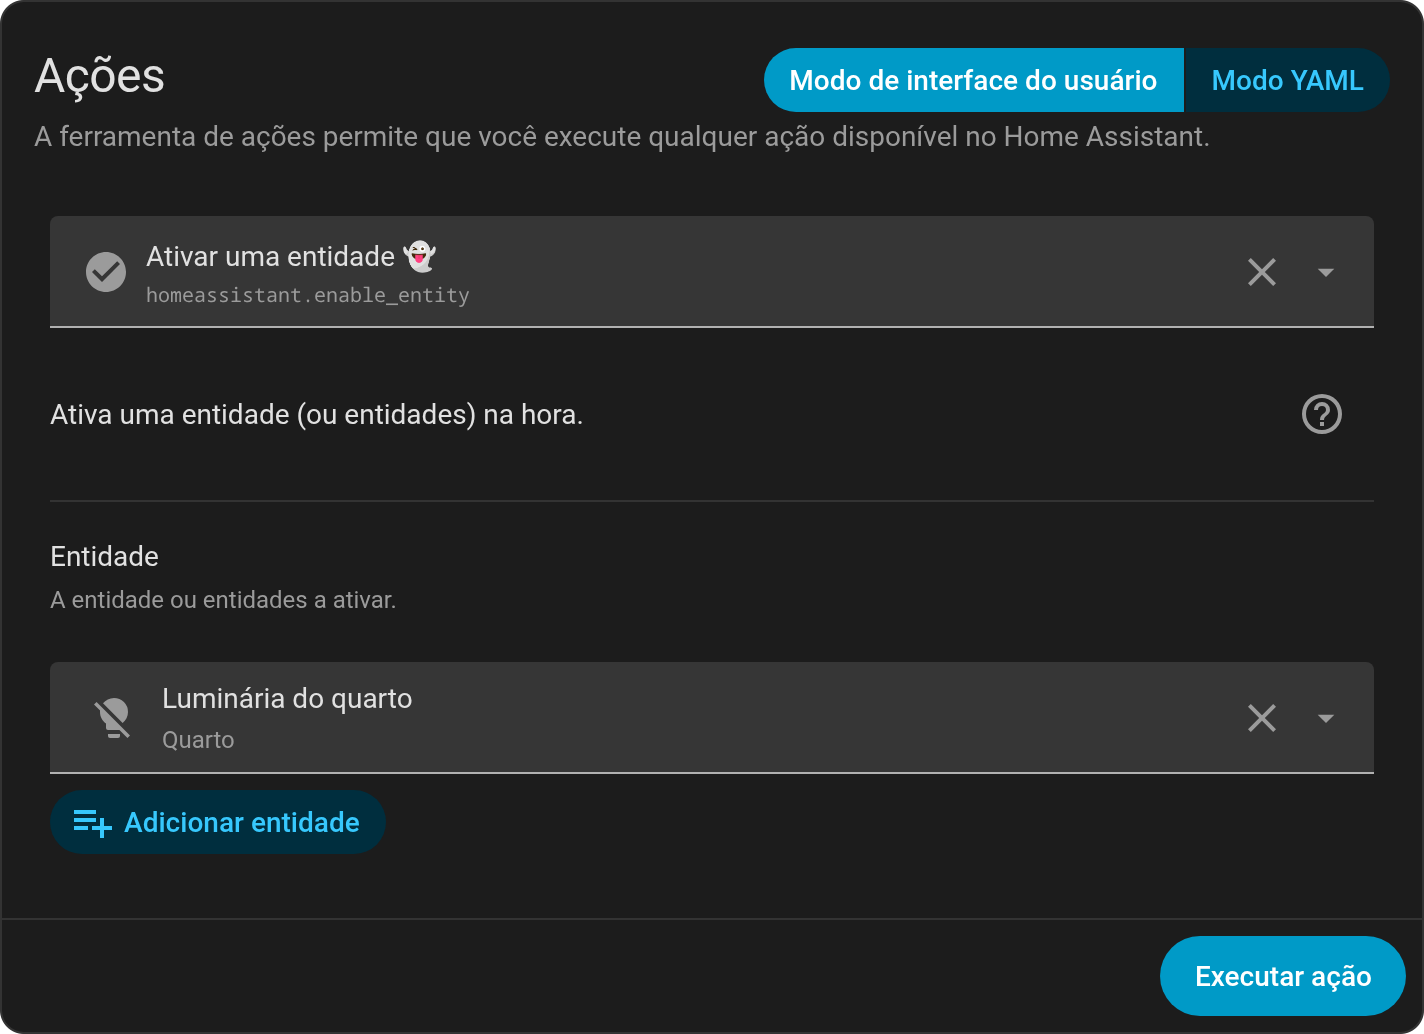 Ações
Modo de interface do usuário
Modo YAML
A ferramenta de ações permite que você execute qualquer ação disponível no Home Assistant.
Ativar uma entidade 👻
homeassistant.enable_entity
Ativa uma entidade (ou entidades) na hora.
Entidade
A entidade ou entidades a ativar.
Luminária do quarto
Quarto
Adicionar entidade
Executar ação